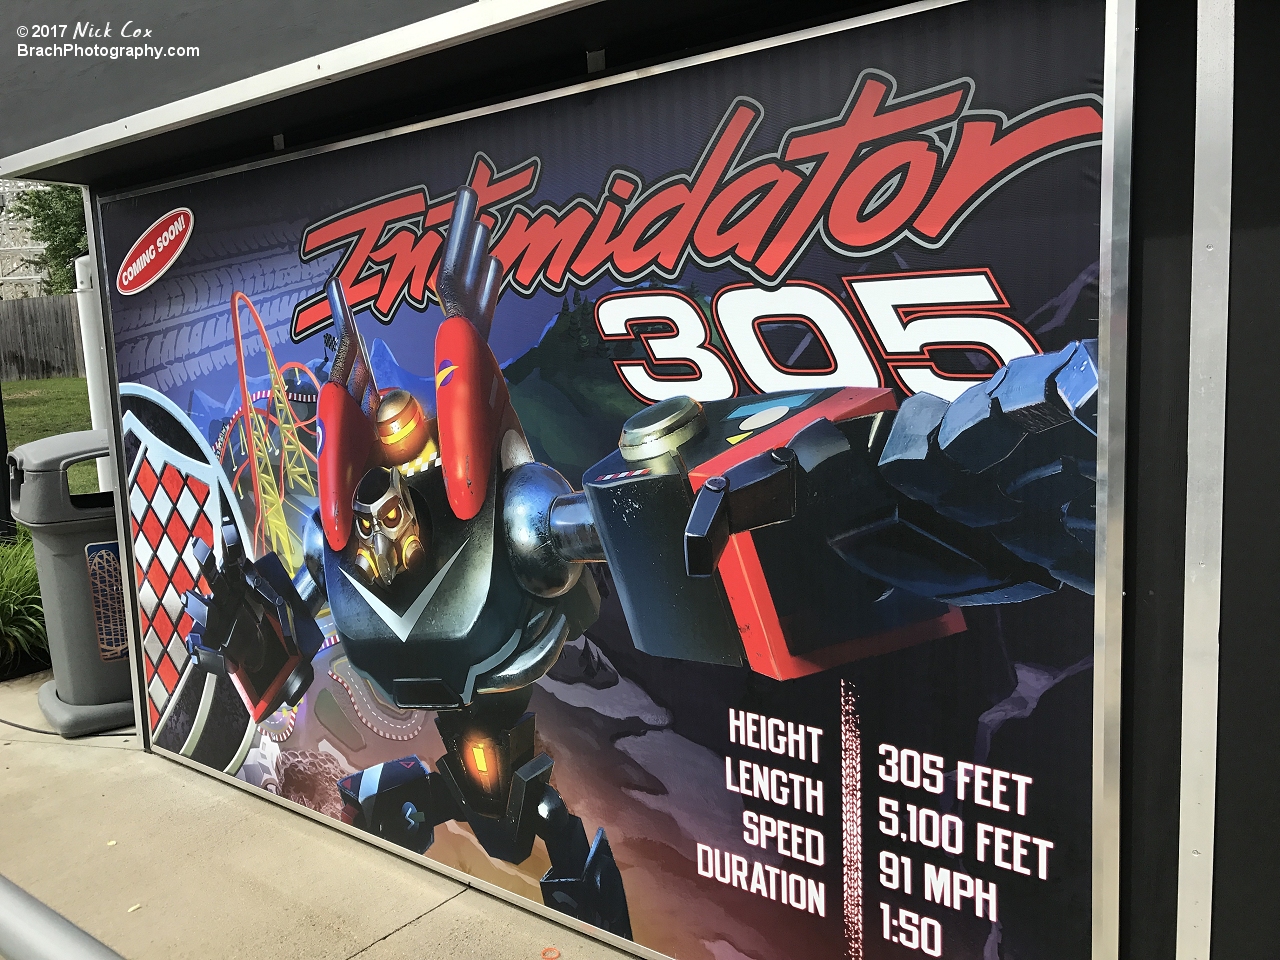 © 2017 Nick Cox
BrachPhotography.com
COMING SOON!
Intimidator
305
HEIGHT 305 FEET
LENGTH 5,100 FEET
SPEED 91 MPH
DURATION 1:50